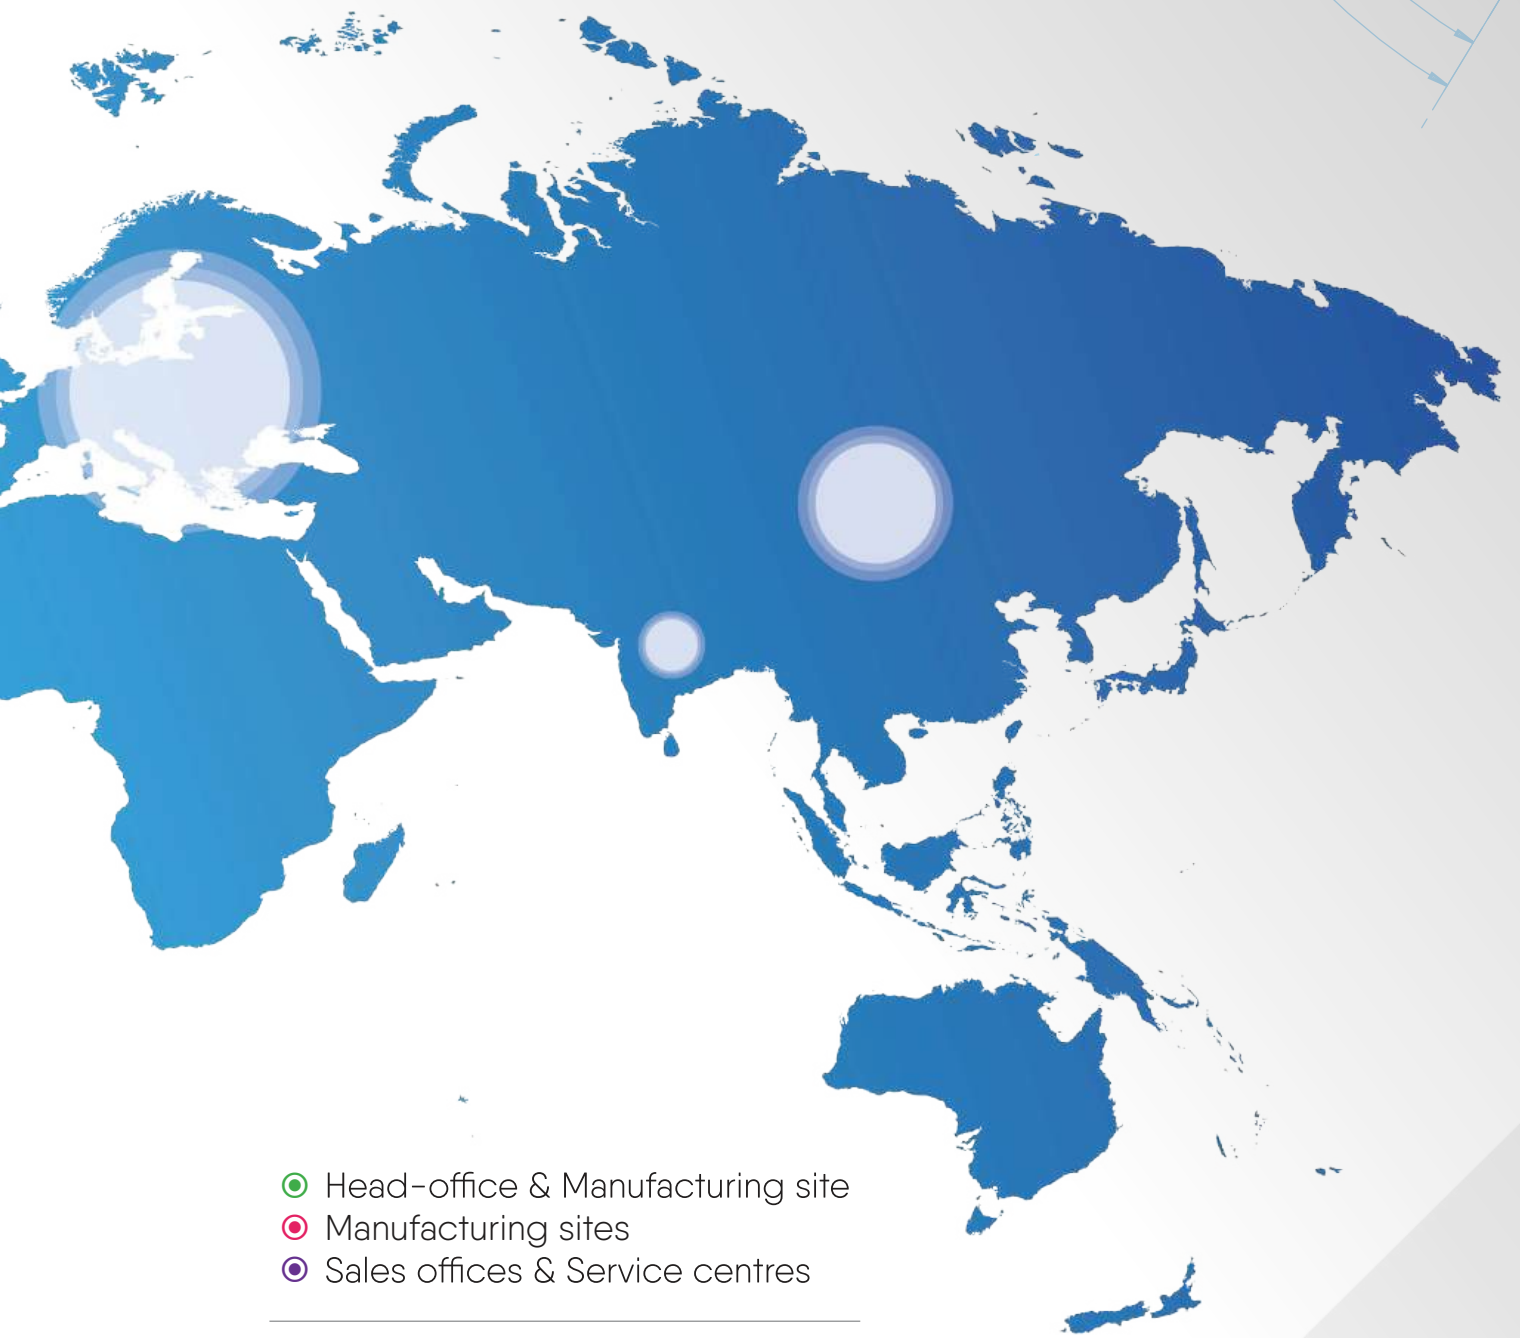 Head-office & Manufacturing site
Manufacturing sites
Sales offices & Service centres